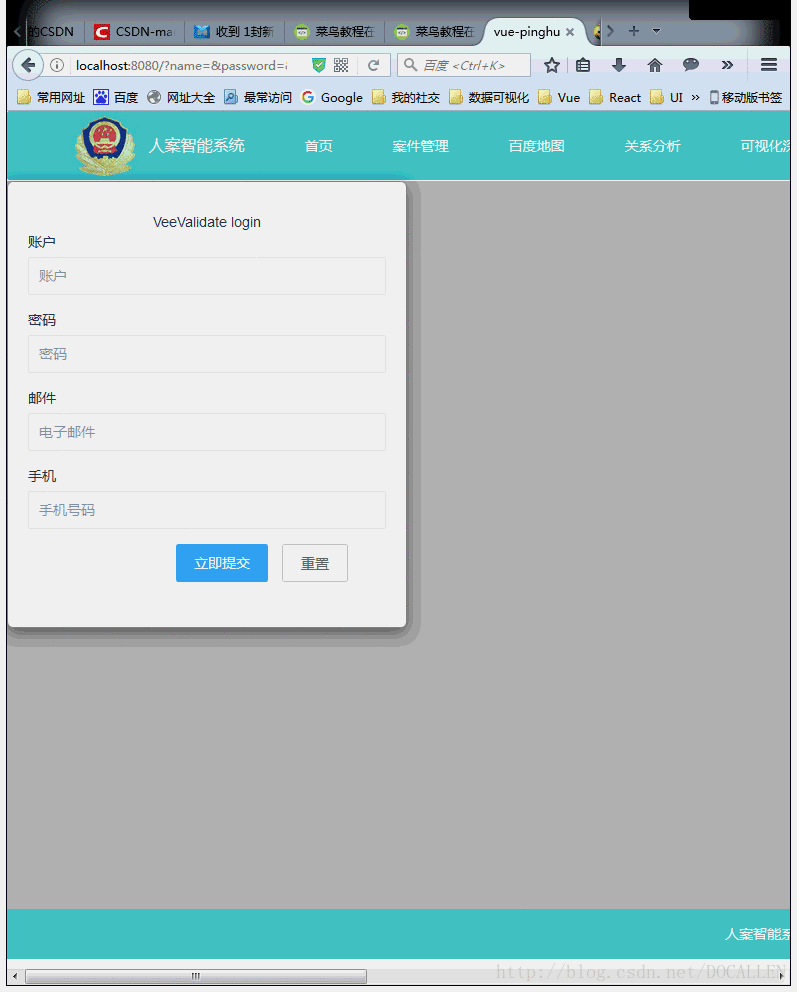 的CSDN
CSDN-ma
收到 1封新
菜鸟教程在
菜鸟教程在
vue-pinghu
localhost:8080/?name=&password=
百度 <Ctrl+K>
常用网址
百度
网址大全
最常访问
Google
我的社交
数据可视化
Vue
React
UI
移动版书签
人案智能系统
首页
案件管理
百度地图
关系分析
可视化
VeeValidate login
账户
账户
密码
密码
邮件
电子邮件
手机
手机号码
立即提交
重置
人案智能系
http://blog.csdn.net/DOCALLEN